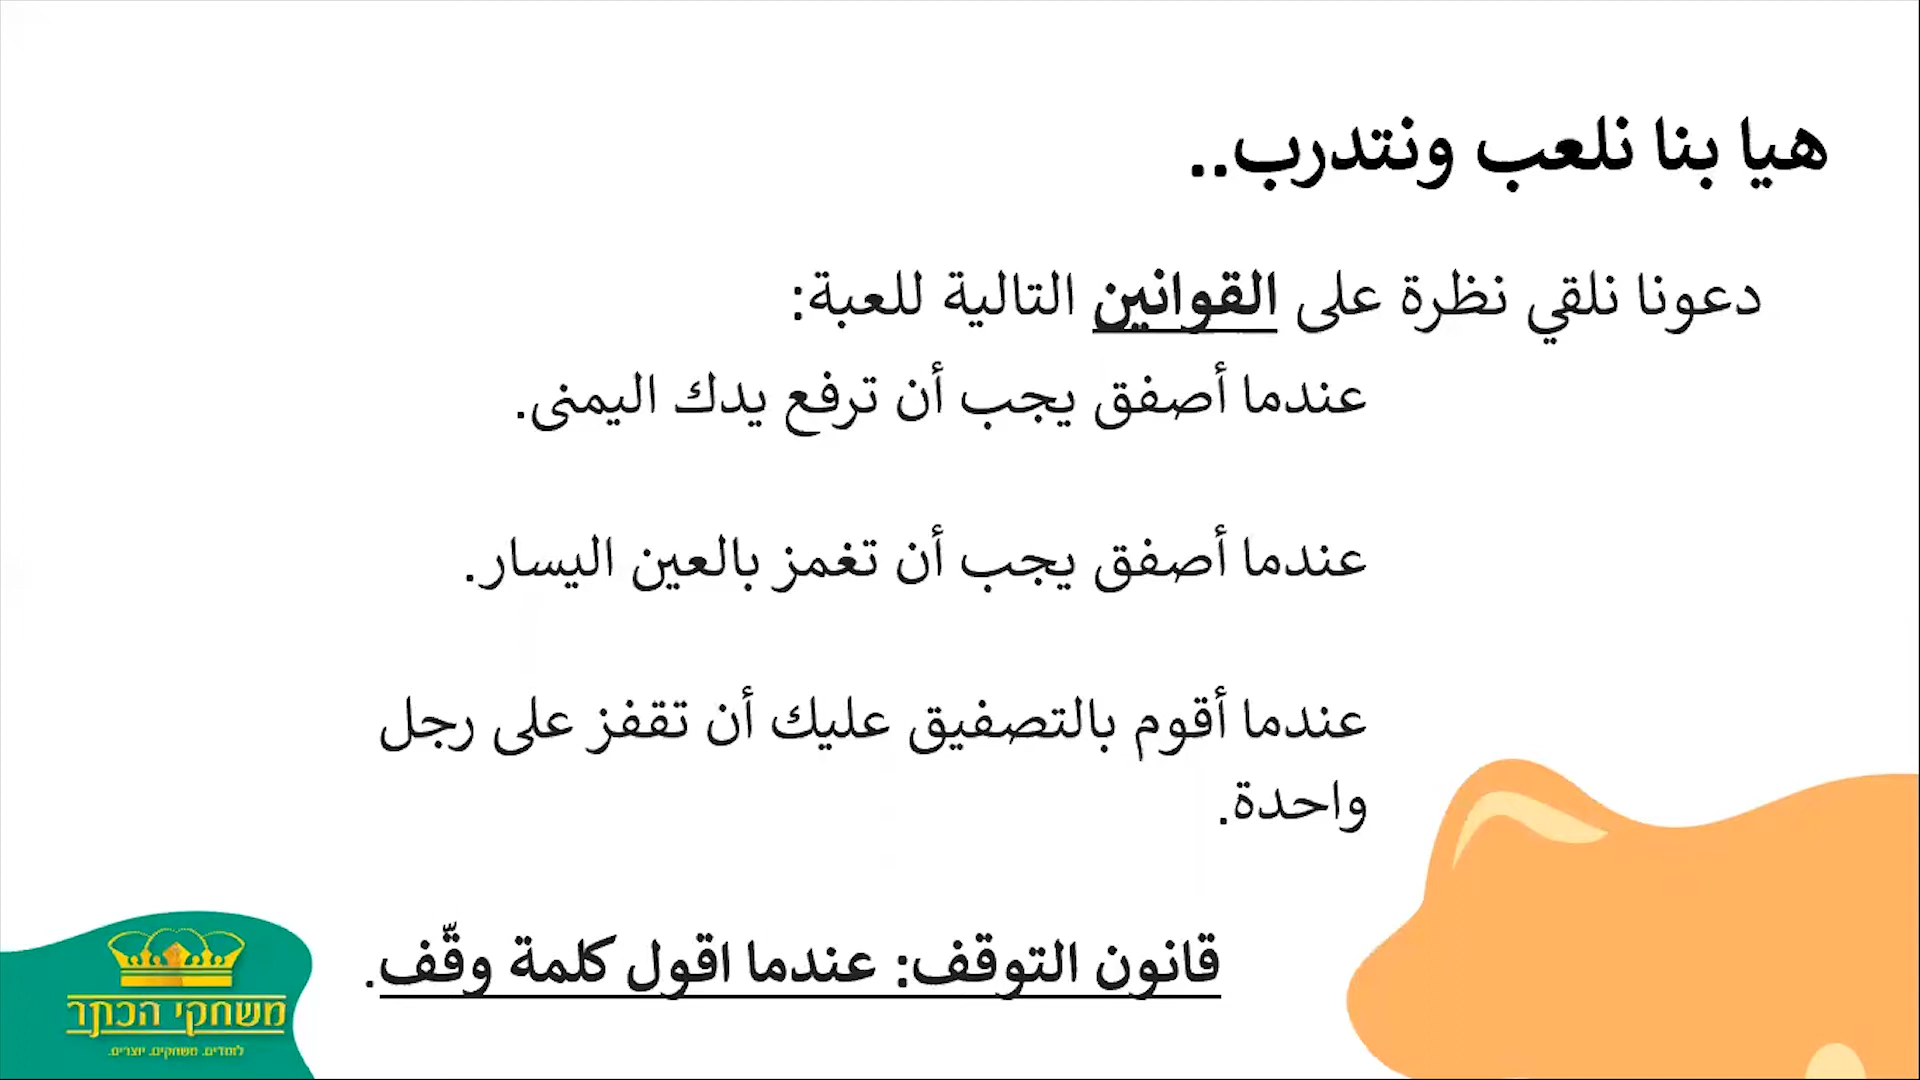 هيا بنا نلعب ونتدرب..
دعونا نلقي نظرة على القوانين التالية للعبة:
عندما أصفق يجب أن ترفع يدك اليمنى.
عندما أصفق يجب أن تغمز بالعين اليسار.
عندما أقوم بالتصفيق عليك أن تقفز على رجل
واحدة.
قانون التوقف: عندما اقول كلمة وقّف.
משחקי הכתר
לומדים. משחקים. יוצרים.